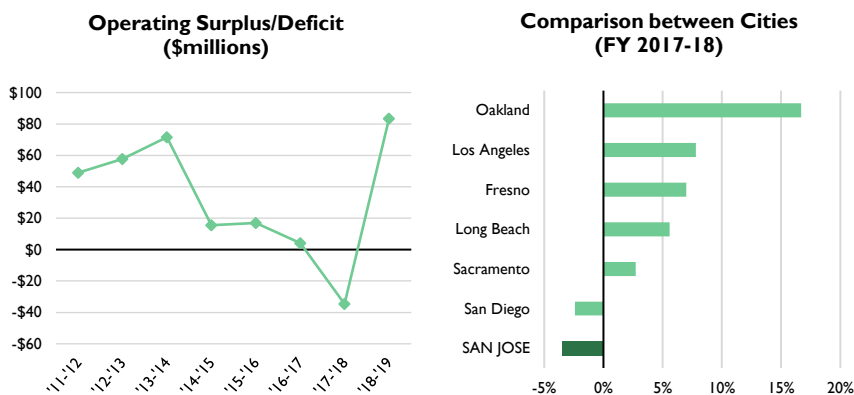 Operating Surplus/Deficit
($millions)
$100
$80
$60
$40
$20
$0
-$20
-$40
-$60
'11-'12
'12-'13
'13-'14
'14-'15
'15-'16
'16-'17
'17-'18
'18-'19
Comparison between Cities
(FY 2017-18)
Oakland
Los Angeles
Fresno
Long Beach
Sacramento
San Diego
SAN JOSE
-5% 0% 5% 10% 15% 20%